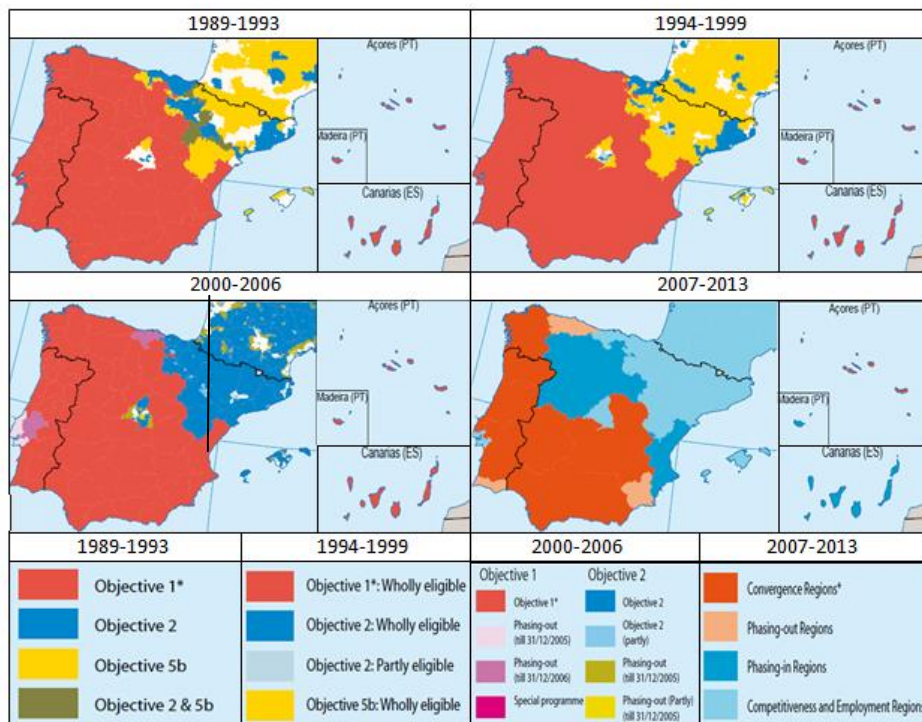 1989-1993
1994-1999
Açores (PT)
Madeira (PT)
Canarias (ES)
Açores (PT)
Madeira (PT)
Canarias (ES)
2000-2006
2007-2013
Açores (PT)
Madeira (PT)
Canarias (ES)
Açores (PT)
Madeira (PT)
Canarias (ES)
1989-1993
1994-1999
2000-2006
2007-2013
Objective 1*
Objective 2
Objective 5b
Objective 2 & 5b
Objective 1*: Wholly eligible
Objective 2: Wholly eligible
Objective 2: Partly eligible
Objective 5b: Wholly eligible
Objective 1
Objective 1*
Phasing-out
(till 31/12/2005)
Phasing-out
(till 31/12/2006)
Special programme
Objective 2
Objective 2
Objective 2
(partly)
Phasing-out
(till 31/12/2005)
Phasing-out (Partly)
(till 31/12/2005)
Convergence Regions*
Phasing-out Regions
Phasing-in Regions
Competitiveness and Employment Region